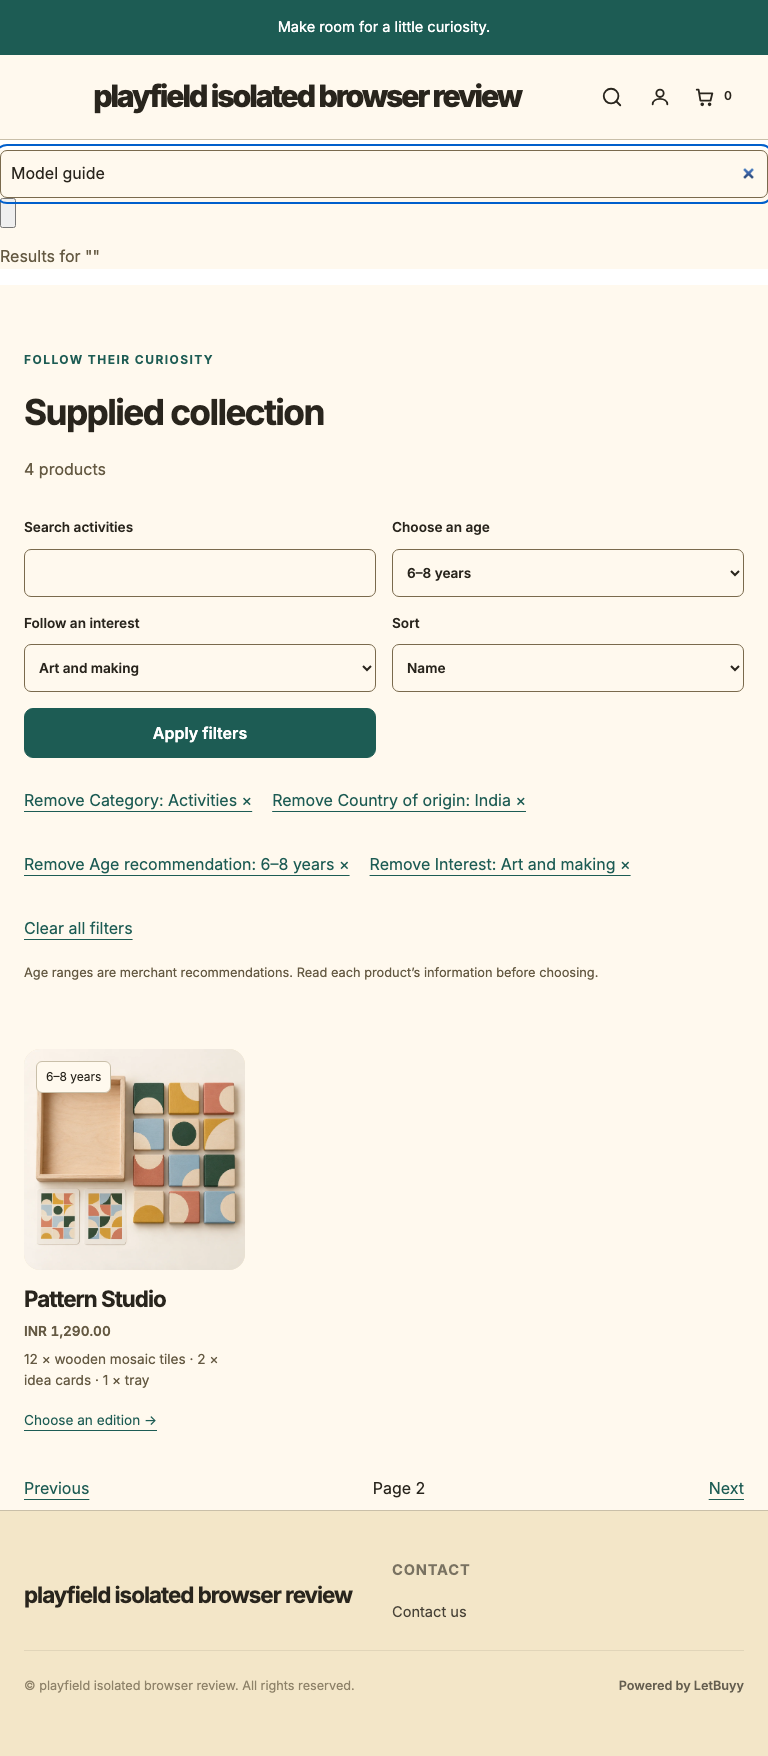 Make room for a little curiosity.
playfield isolated browser review
0
Model guide
Results for ""
FOLLOW THEIR CURIOSITY
Supplied collection
4 products
Search activities
Choose an age
6–8 years
Follow an interest
Sort
Art and making
Name
Apply filters
Remove Category: Activities ×
Remove Country of origin: India ×
Remove Age recommendation: 6–8 years ×
Remove Interest: Art and making ×
Clear all filters
Age ranges are merchant recommendations. Read each product’s information before choosing.
6–8 years
Pattern Studio
INR 1,290.00
12 × wooden mosaic tiles · 2 ×
idea cards · 1 × tray
Choose an edition →
Previous
Page 2
Next
playfield isolated browser review
CONTACT
Contact us
© playfield isolated browser review. All rights reserved.
Powered by LetBuyy